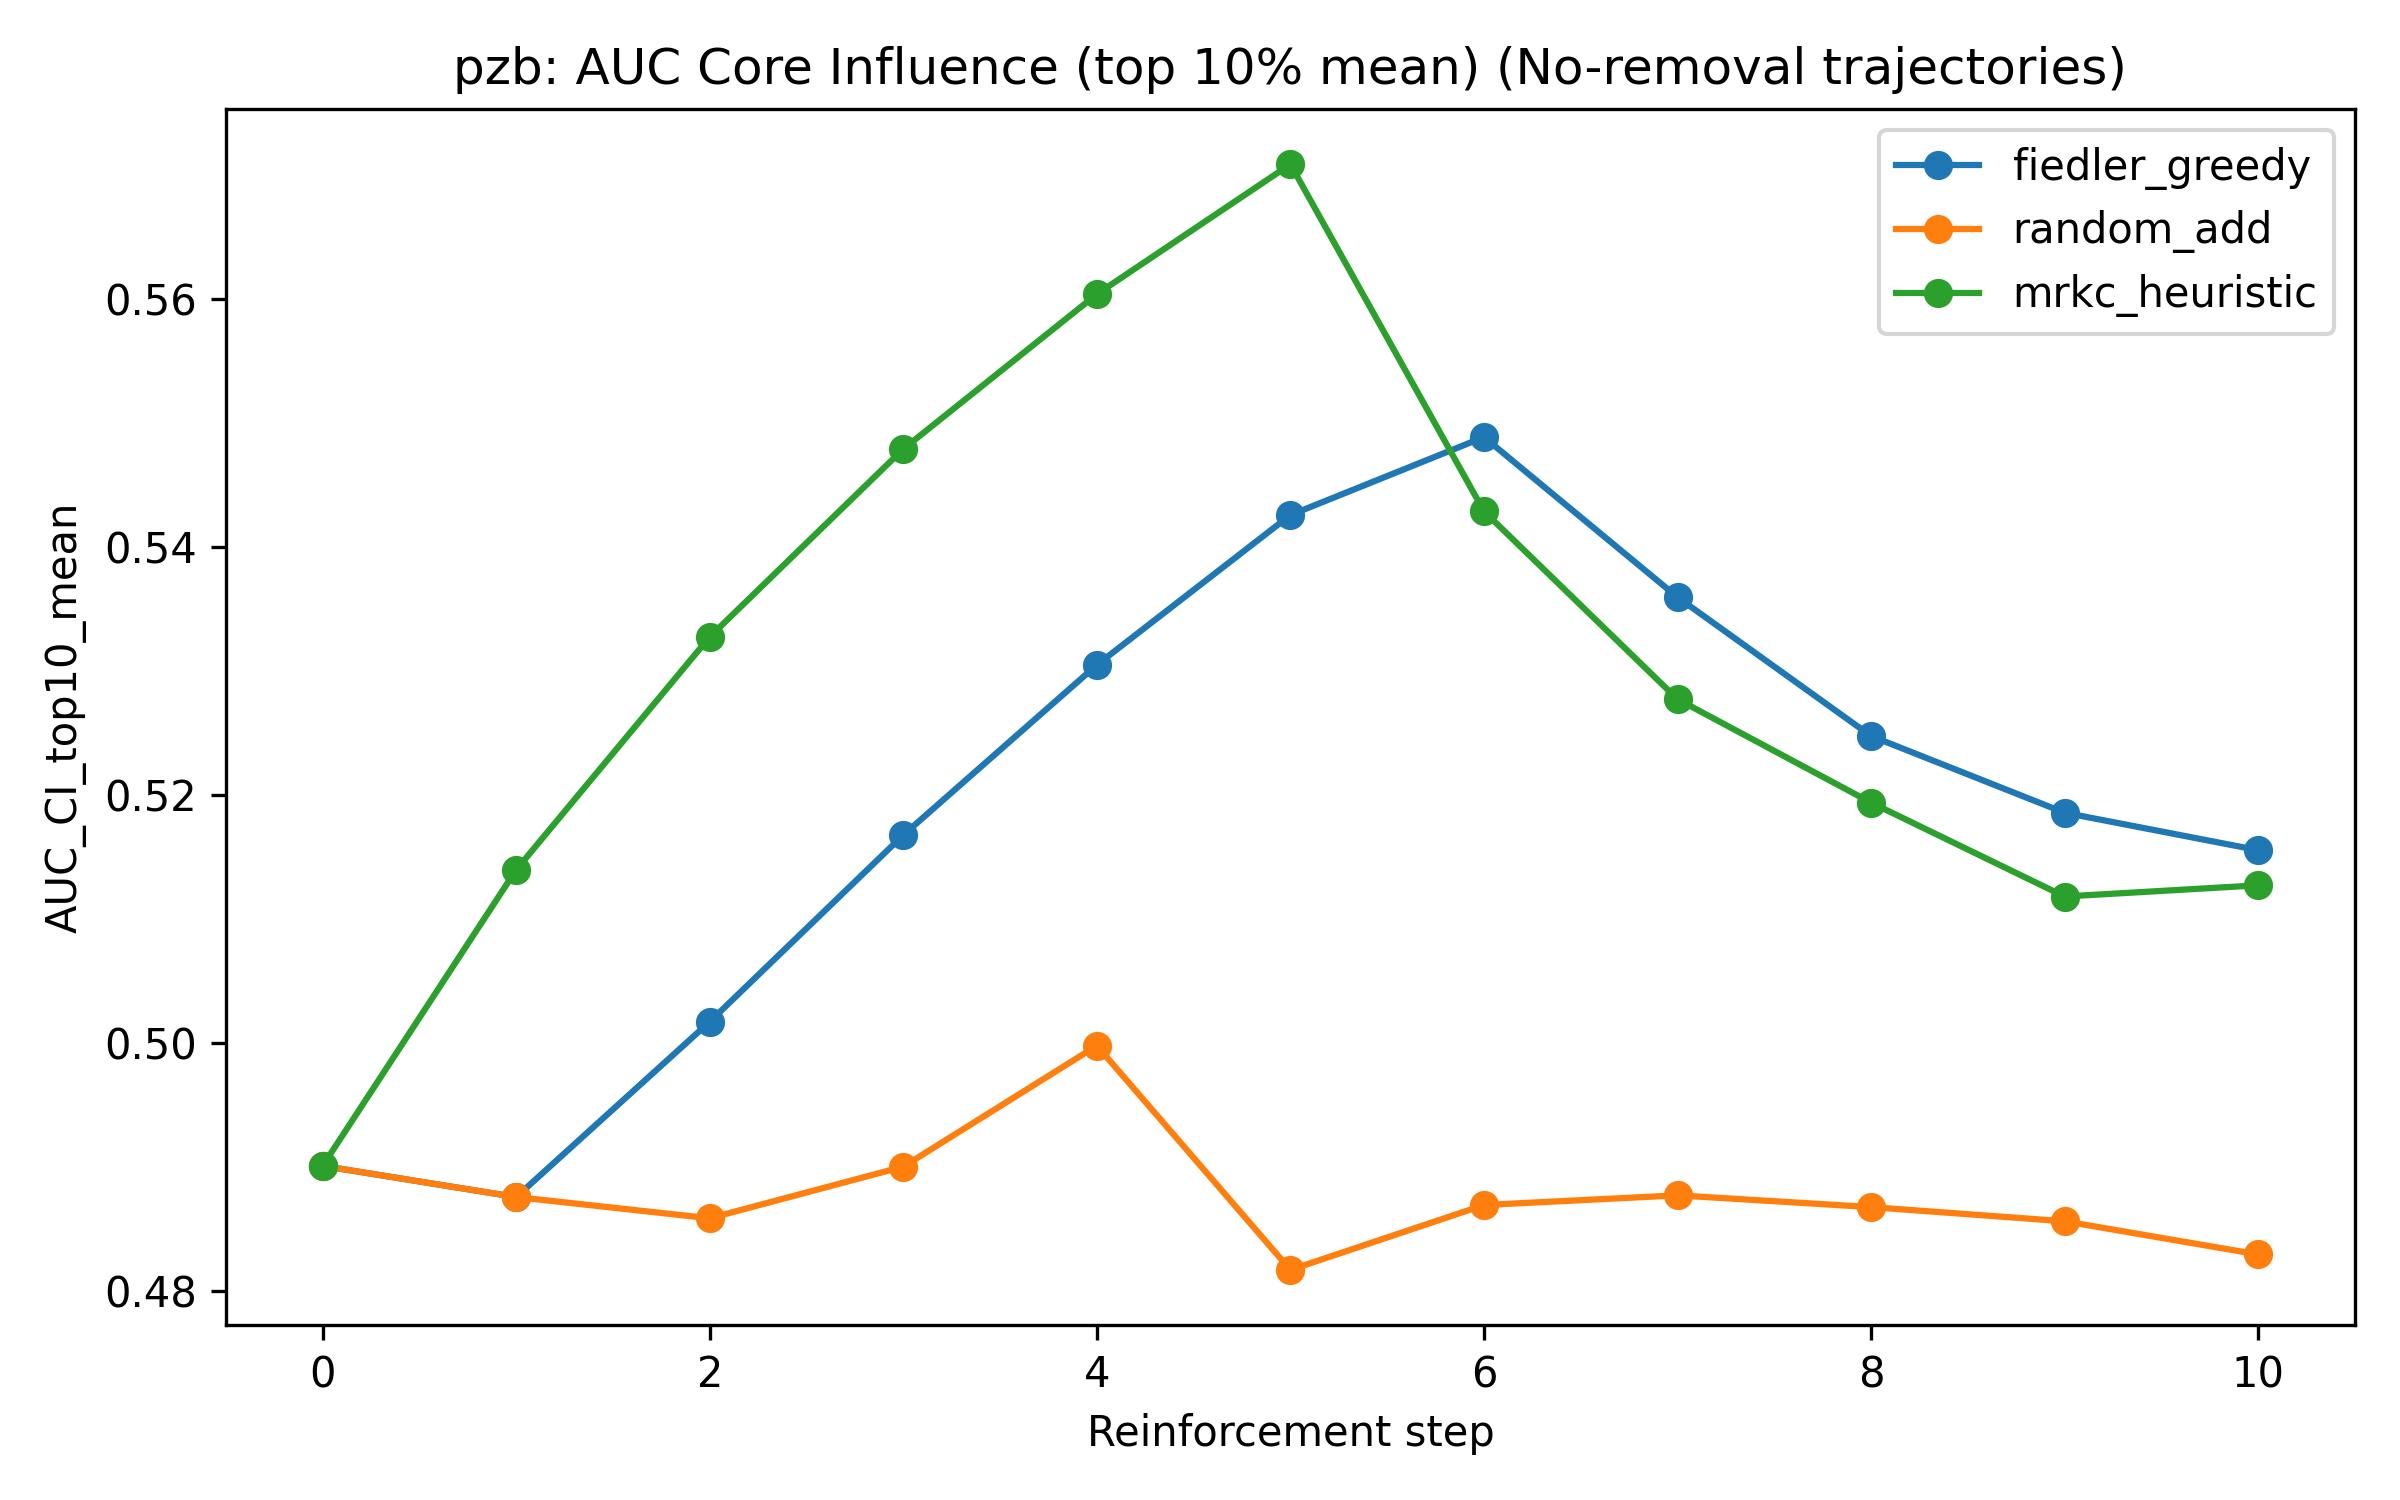 pzb: AUC Core Influence (top 10% mean) (No-removal trajectories)
fiedler_greedy
random_add
mrkc_heuristic
AUC_CI_top10_mean
0.56
0.54
0.52
0.50
0.48
0 2 4 6 8 10
Reinforcement step